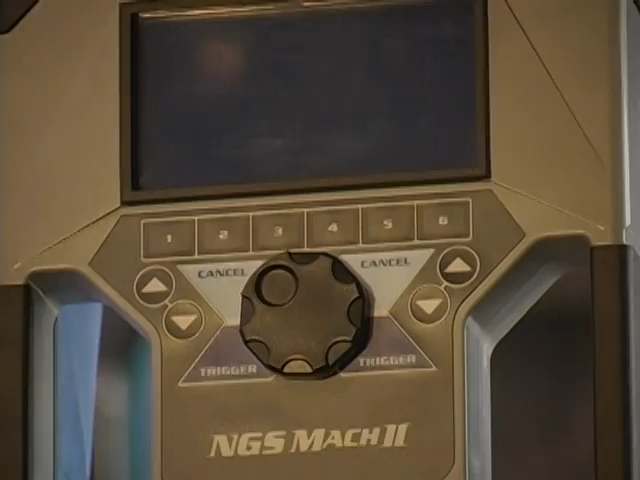 1 2 3 4 5 6
CANCEL CANCEL
TRIGGER TRIGGER
NGS MACH II